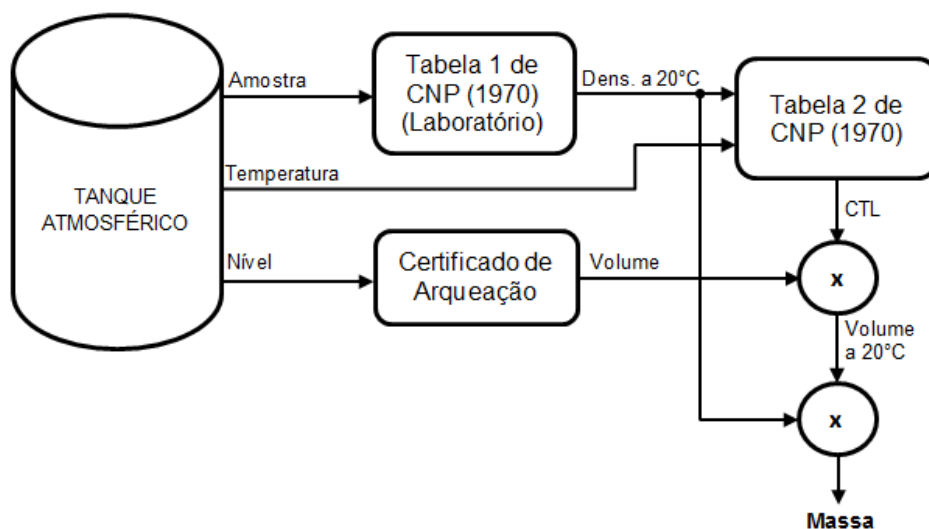 Amostra
Tabela 1 de
CNP (1970)
(Laboratório)
Dens. a 20°C
Tabela 2 de
CNP (1970)
Temperatura
TANQUE
ATMOSFÉRICO
CTL
Nível
Certificado de
Arqueação
Volume
x
Volume
a 20°C
x
Massa